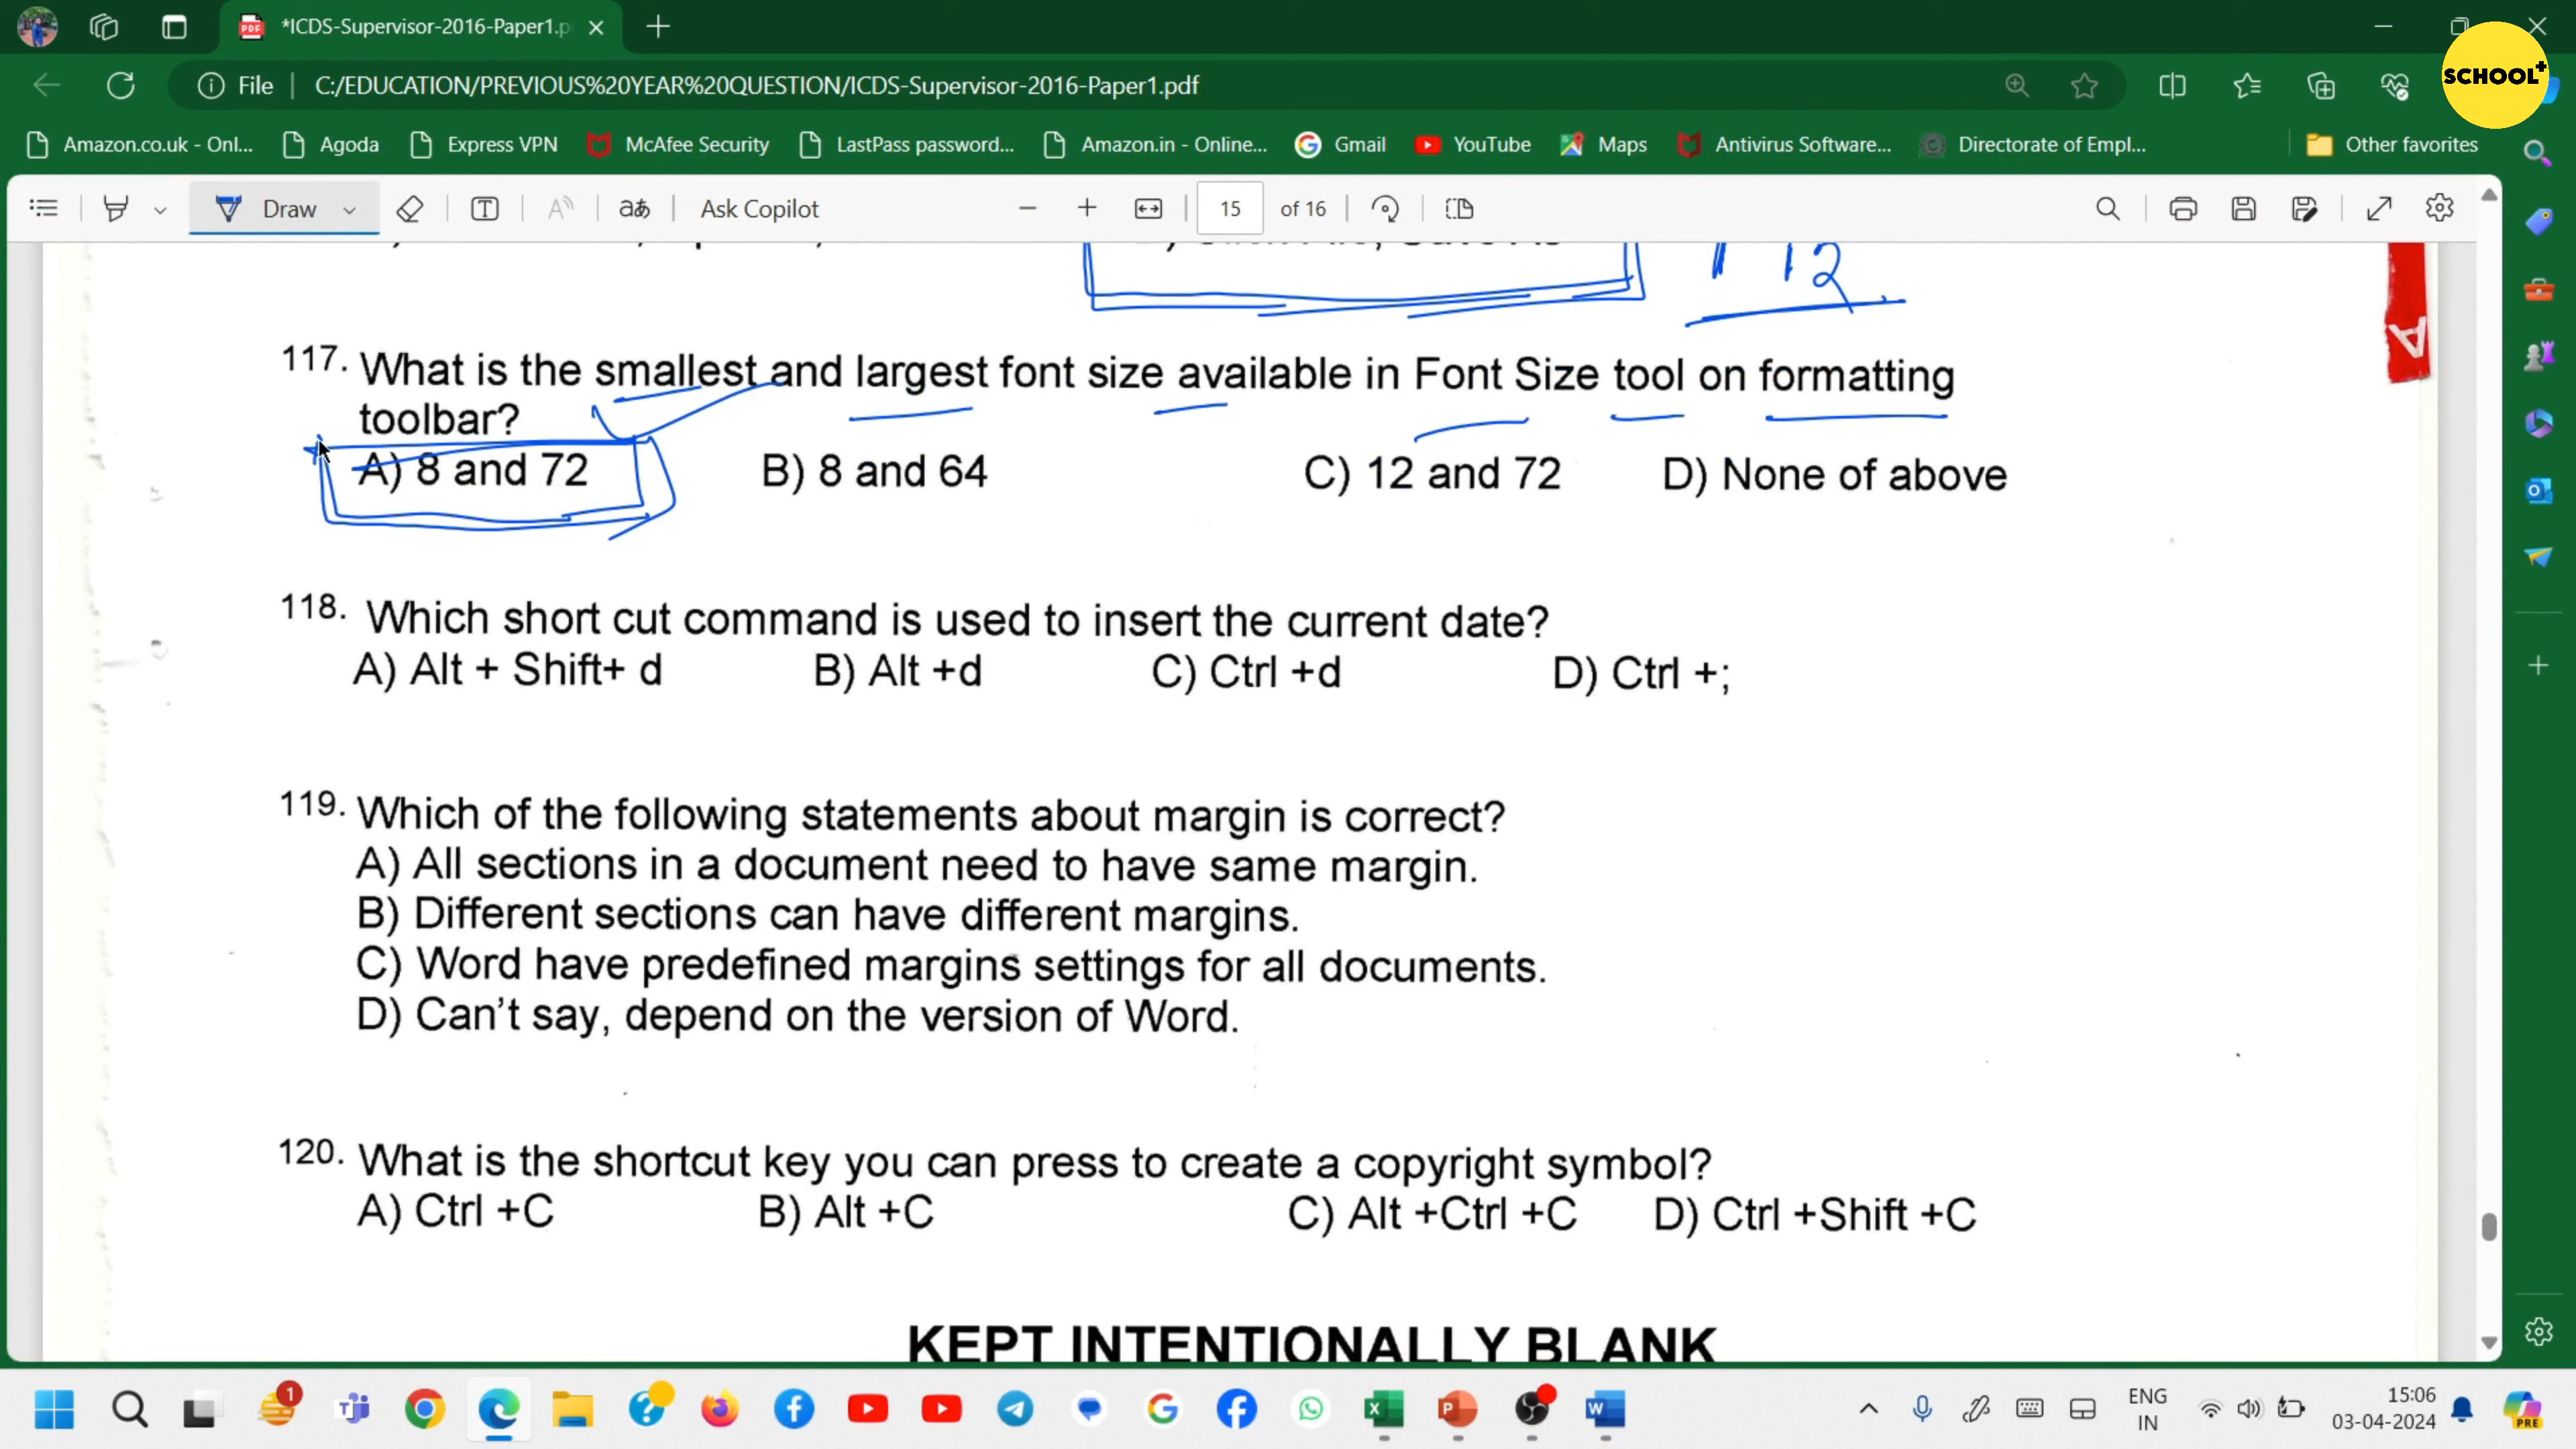 *ICDS-Supervisor-2016-Paper1.p
SCHOOL+
File
C:/EDUCATION/PREVIOUS%20YEAR%20QUESTION/ICDS-Supervisor-2016-Paper1.pdf
Amazon.co.uk - Onl... Agoda Express VPN McAfee Security LastPass password... Amazon.in - Online... Gmail YouTube Maps Antivirus Software... Directorate of Empl... Other favorites
Draw Ask Copilot 15 of 16
12
A
117. What is the smallest and largest font size available in Font Size tool on formatting
toolbar?
A) 8 and 72 B) 8 and 64 C) 12 and 72 D) None of above
118. Which short cut command is used to insert the current date?
A) Alt + Shift+ d B) Alt +d C) Ctrl +d D) Ctrl +;
119. Which of the following statements about margin is correct?
A) All sections in a document need to have same margin.
B) Different sections can have different margins.
C) Word have predefined margins settings for all documents.
D) Can't say, depend on the version of Word.
120. What is the shortcut key you can press to create a copyright symbol?
A) Ctrl +C B) Alt +C C) Alt +Ctrl +C D) Ctrl +Shift +C
KEPT INTENTIONALLY BLANK
ENG 15:06
IN 03-04-2024